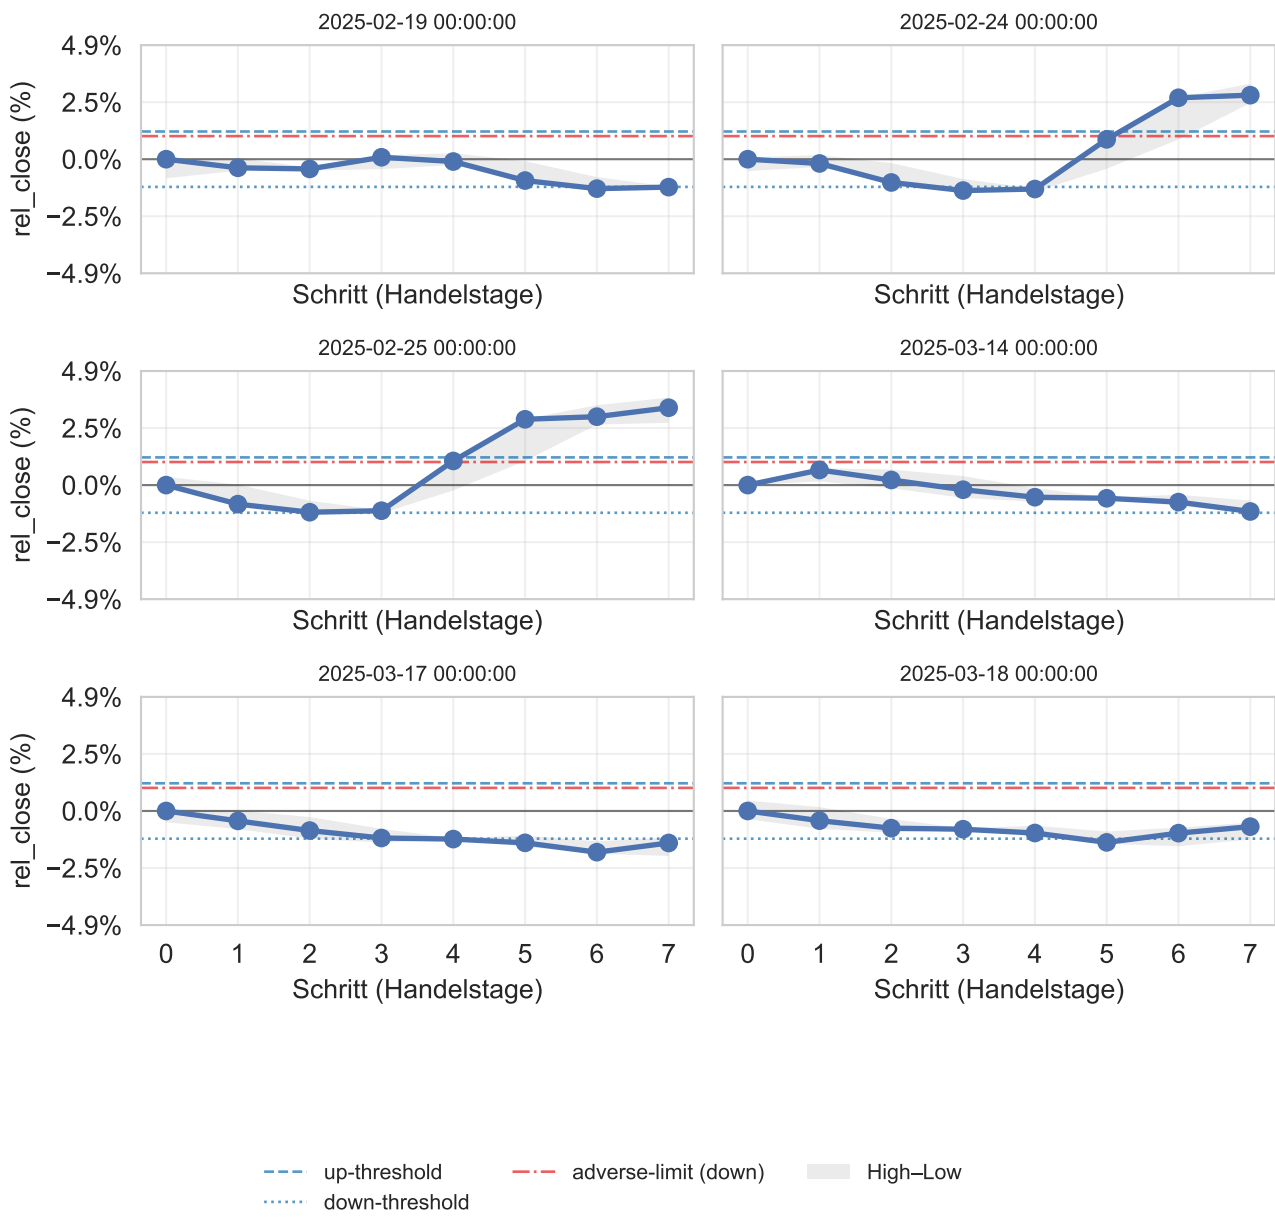 2025-02-19 00:00:00
2025-02-24 00:00:00
4.9%
2.5%
0.0%
−2.5%
−4.9%
rel_close (%)
Schritt (Handelstage)
Schritt (Handelstage)
2025-02-25 00:00:00
2025-03-14 00:00:00
4.9%
2.5%
0.0%
−2.5%
−4.9%
rel_close (%)
Schritt (Handelstage)
Schritt (Handelstage)
2025-03-17 00:00:00
2025-03-18 00:00:00
4.9%
2.5%
0.0%
−2.5%
−4.9%
rel_close (%)
0 1 2 3 4 5 6 7
0 1 2 3 4 5 6 7
Schritt (Handelstage)
Schritt (Handelstage)
up-threshold
down-threshold
adverse-limit (down)
High–Low